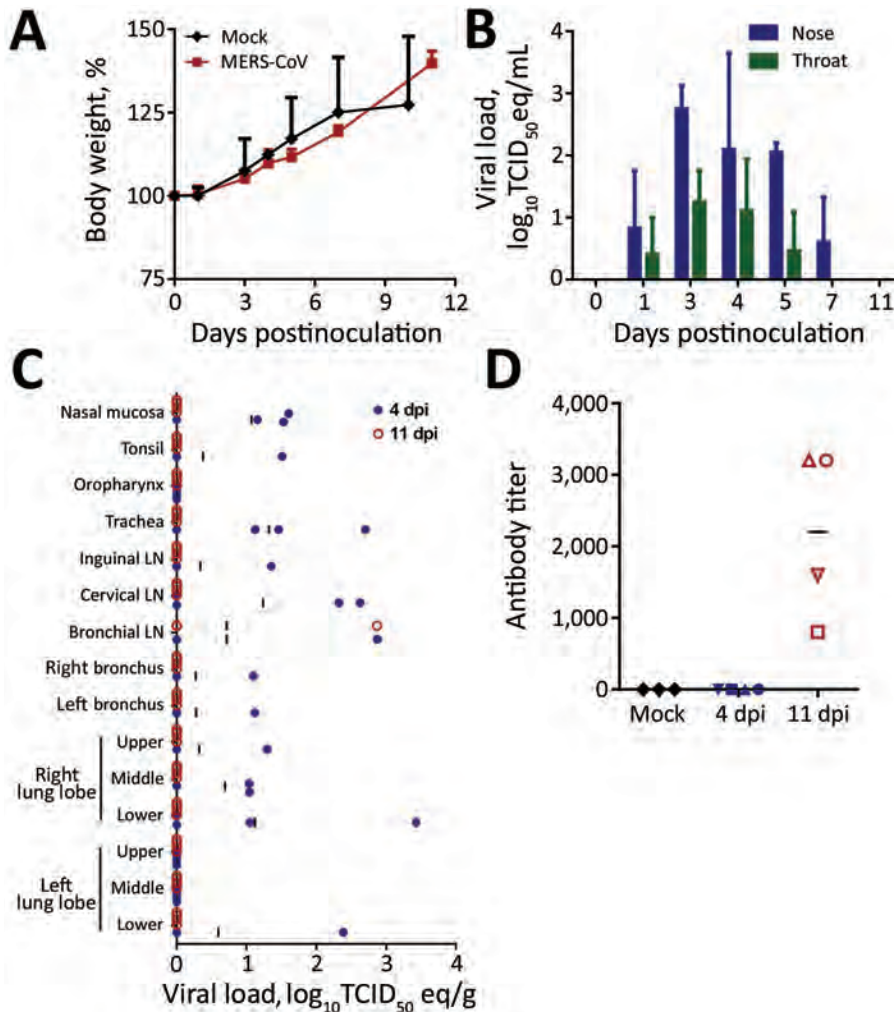 A
Body weight, %
150
125
100
75
Mock
MERS-CoV
0 3 6 9 12
Days postinoculation
B
Viral load,
log10 TCID50 eq/mL
4
3
2
1
0
Nose
Throat
0 1 3 4 5 7 11
Days postinoculation
C
4 dpi
11 dpi
Nasal mucosa
Tonsil
Oropharynx
Trachea
Inguinal LN
Cervical LN
Bronchial LN
Right bronchus
Left bronchus
Right
lung lobe
Upper
Middle
Lower
Left
lung lobe
Upper
Middle
Lower
0 1 2 3 4
Viral load, log10TCID50 eq/g
D
Antibody titer
4,000
3,000
2,000
1,000
0
Mock 4 dpi 11 dpi